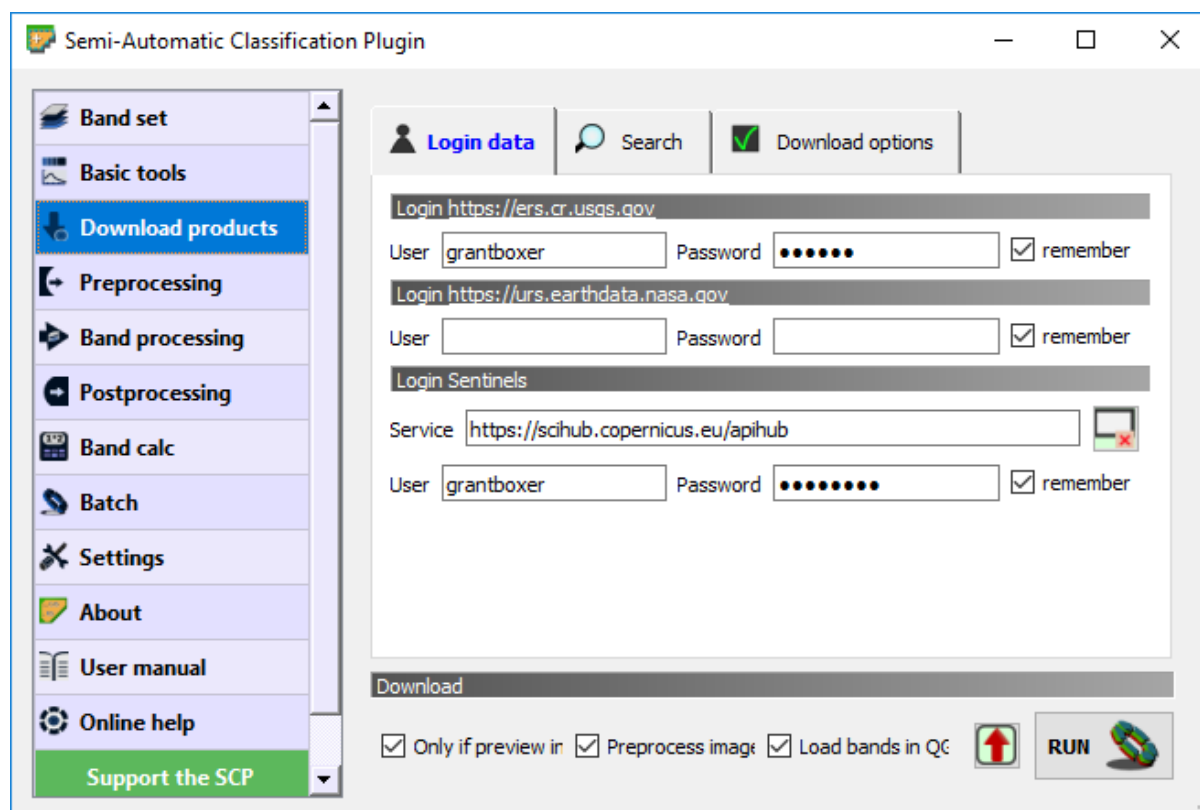 Semi-Automatic Classification Plugin
Band set
Basic tools
Download products
Preprocessing
Band processing
Postprocessing
Band calc
Batch
Settings
About
User manual
Online help
Support the SCP
Login data Search Download options
Login https://ers.cr.usgs.gov
User grantboxer Password ●●●●●● remember
Login https://urs.earthdata.nasa.gov
User Password remember
Login Sentinels
Service https://scihub.copernicus.eu/apihub
User grantboxer Password ●●●●●●●● remember
Download
Only if preview in Preprocess image Load bands in QG RUN